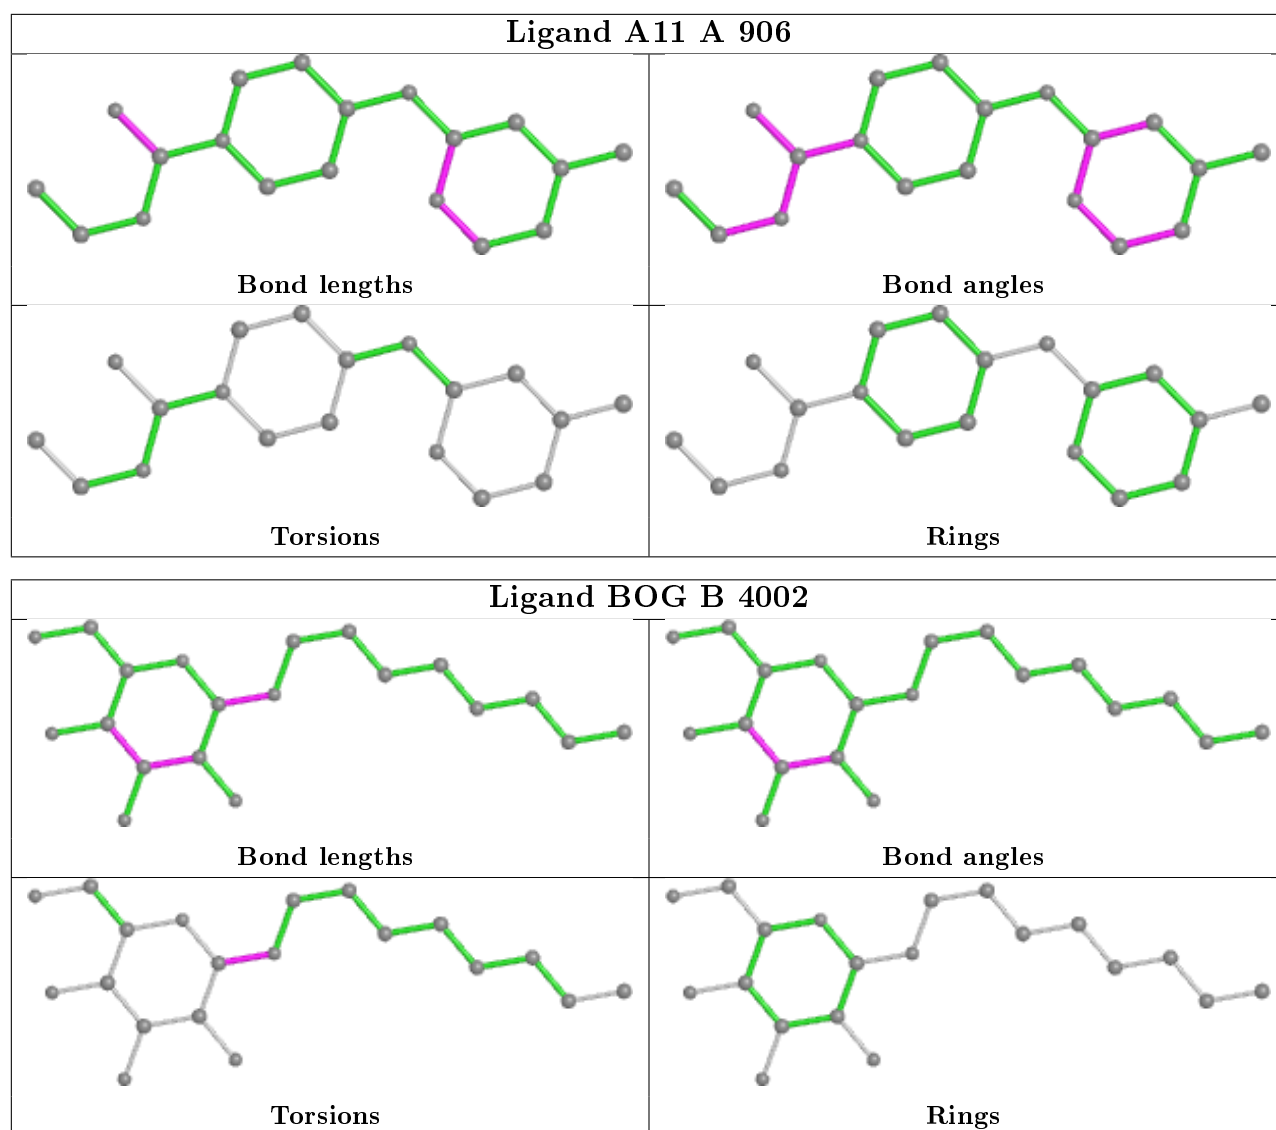 Ligand A11 A 906
Bond lengths
Bond angles
Torsions
Rings
Ligand BOG B 4002
Bond lengths
Bond angles
Torsions
Rings